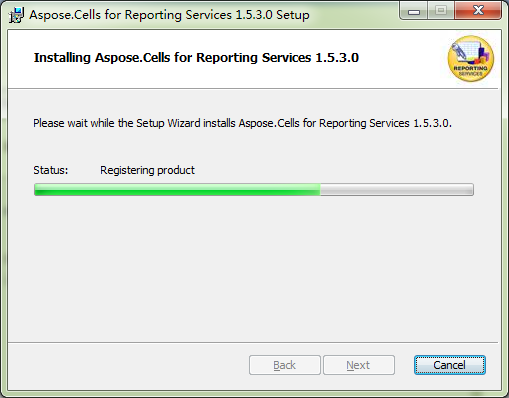 Aspose.Cells for Reporting Services 1.5.3.0 Setup
Installing Aspose.Cells for Reporting Services 1.5.3.0
REPORTING
SERVICES
Please wait while the Setup Wizard installs Aspose.Cells for Reporting Services 1.5.3.0.
Status: Registering product
Back Next Cancel